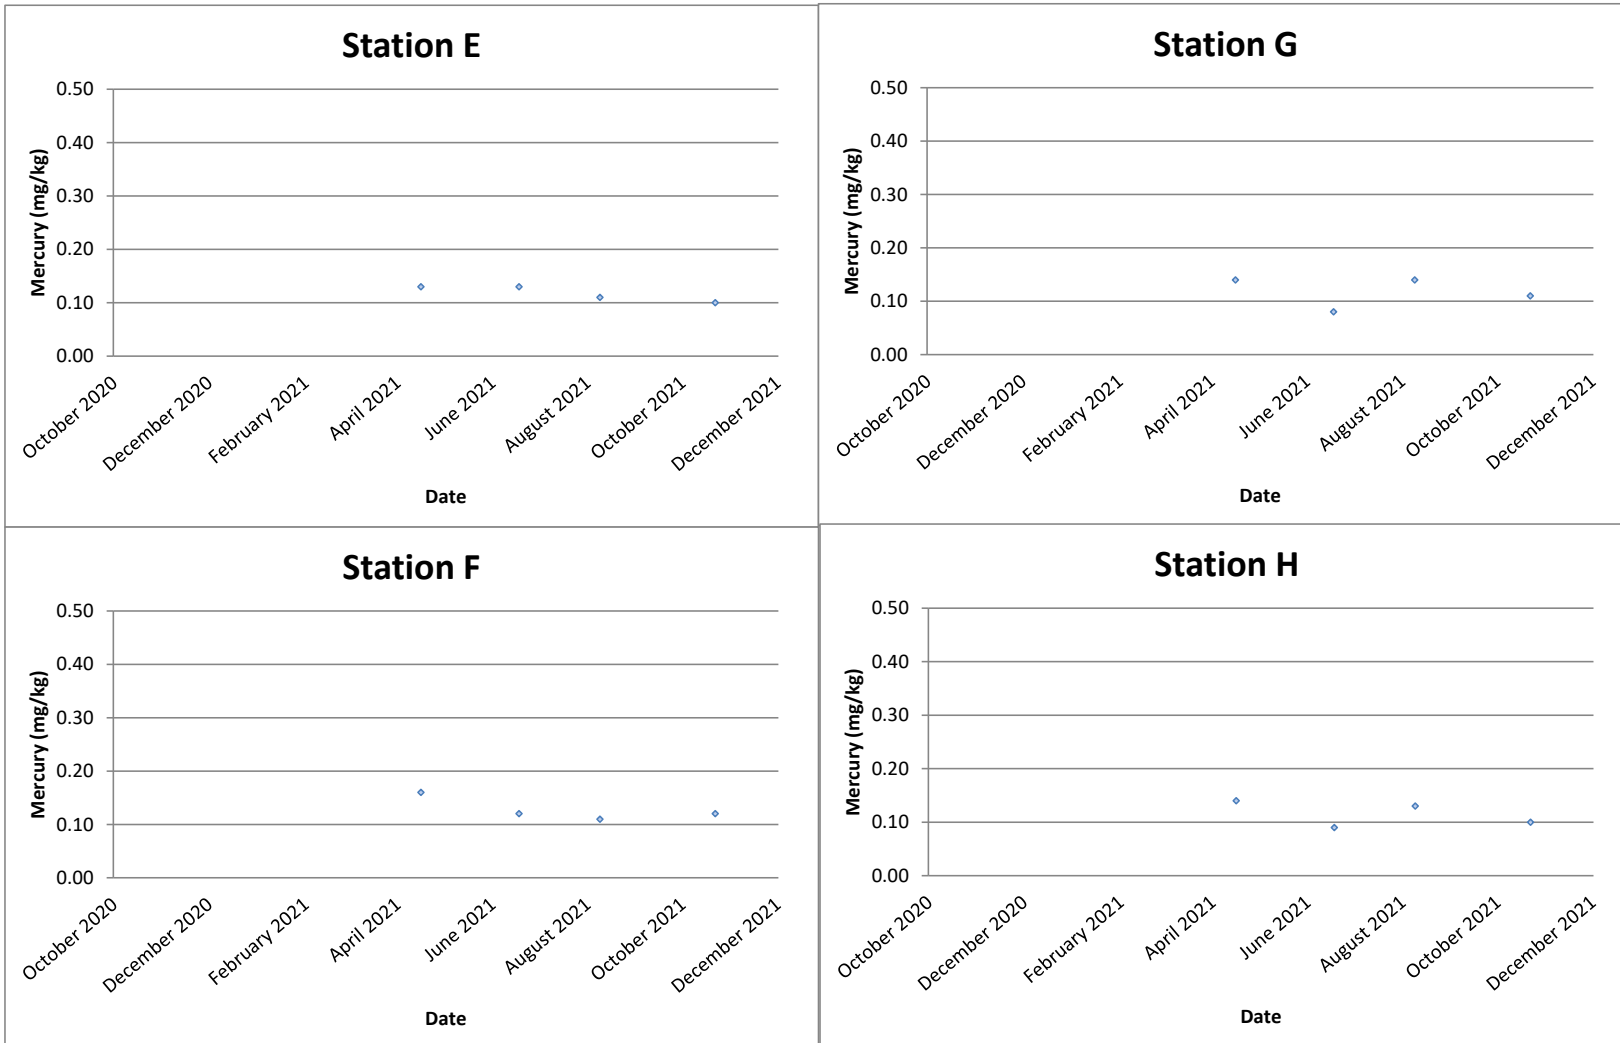 Station E
0.50
0.40
0.30
0.20
0.10
0.00
Mercury (mg/kg)
October 2020
December 2020
February 2021
April 2021
June 2021
August 2021
October 2021
December 2021
Date
Station G
0.50
0.40
0.30
0.20
0.10
0.00
Mercury (mg/kg)
October 2020
December 2020
February 2021
April 2021
June 2021
August 2021
October 2021
December 2021
Date
Station F
0.50
0.40
0.30
0.20
0.10
0.00
Mercury (mg/kg)
October 2020
December 2020
February 2021
April 2021
June 2021
August 2021
October 2021
December 2021
Date
Station H
0.50
0.40
0.30
0.20
0.10
0.00
Mercury (mg/kg)
October 2020
December 2020
February 2021
April 2021
June 2021
August 2021
October 2021
December 2021
Date